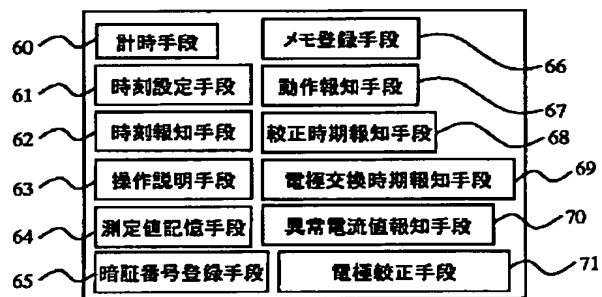 60 計時手段 メモ登録手段 66
61 時刻設定手段 動作報知手段 67
62 時刻報知手段 較正時期報知手段 68
63 操作説明手段 電極交換時期報知手段 69
64 測定値記憶手段 異常電流値報知手段 70
65 暗証番号登録手段 電極較正手段 71